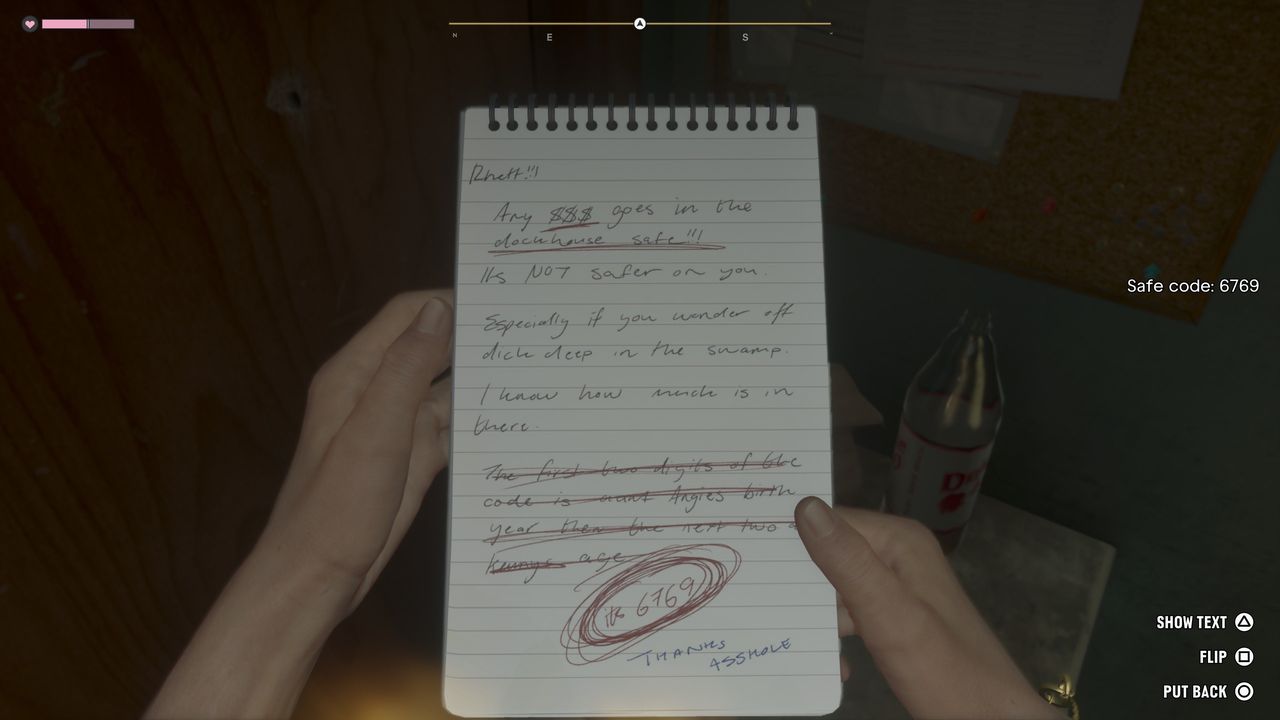 N
E
S
Rhett!!!
Any $$$ goes in the
dockhouse safe!!!
Its NOT safer on you.
Especially if you wander off
dick deep in the swamp.
I know how much is in
there.
The first two digits of the
code is aunt Angies birth
year then the next two
age
its 6769
THANKS
ASSHOLE
Safe code: 6769
SHOW TEXT
FLIP
PUT BACK